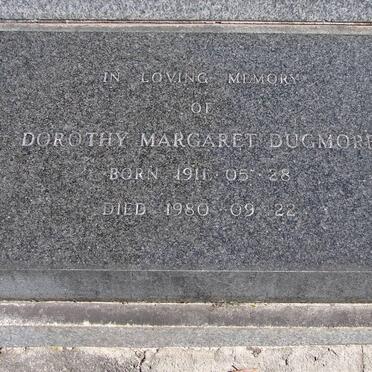 IN LOVING MEMORY
OF
DOROTHY MARGARET DUGMORE
BORN 1911·05·28
DIED 1980·09·22